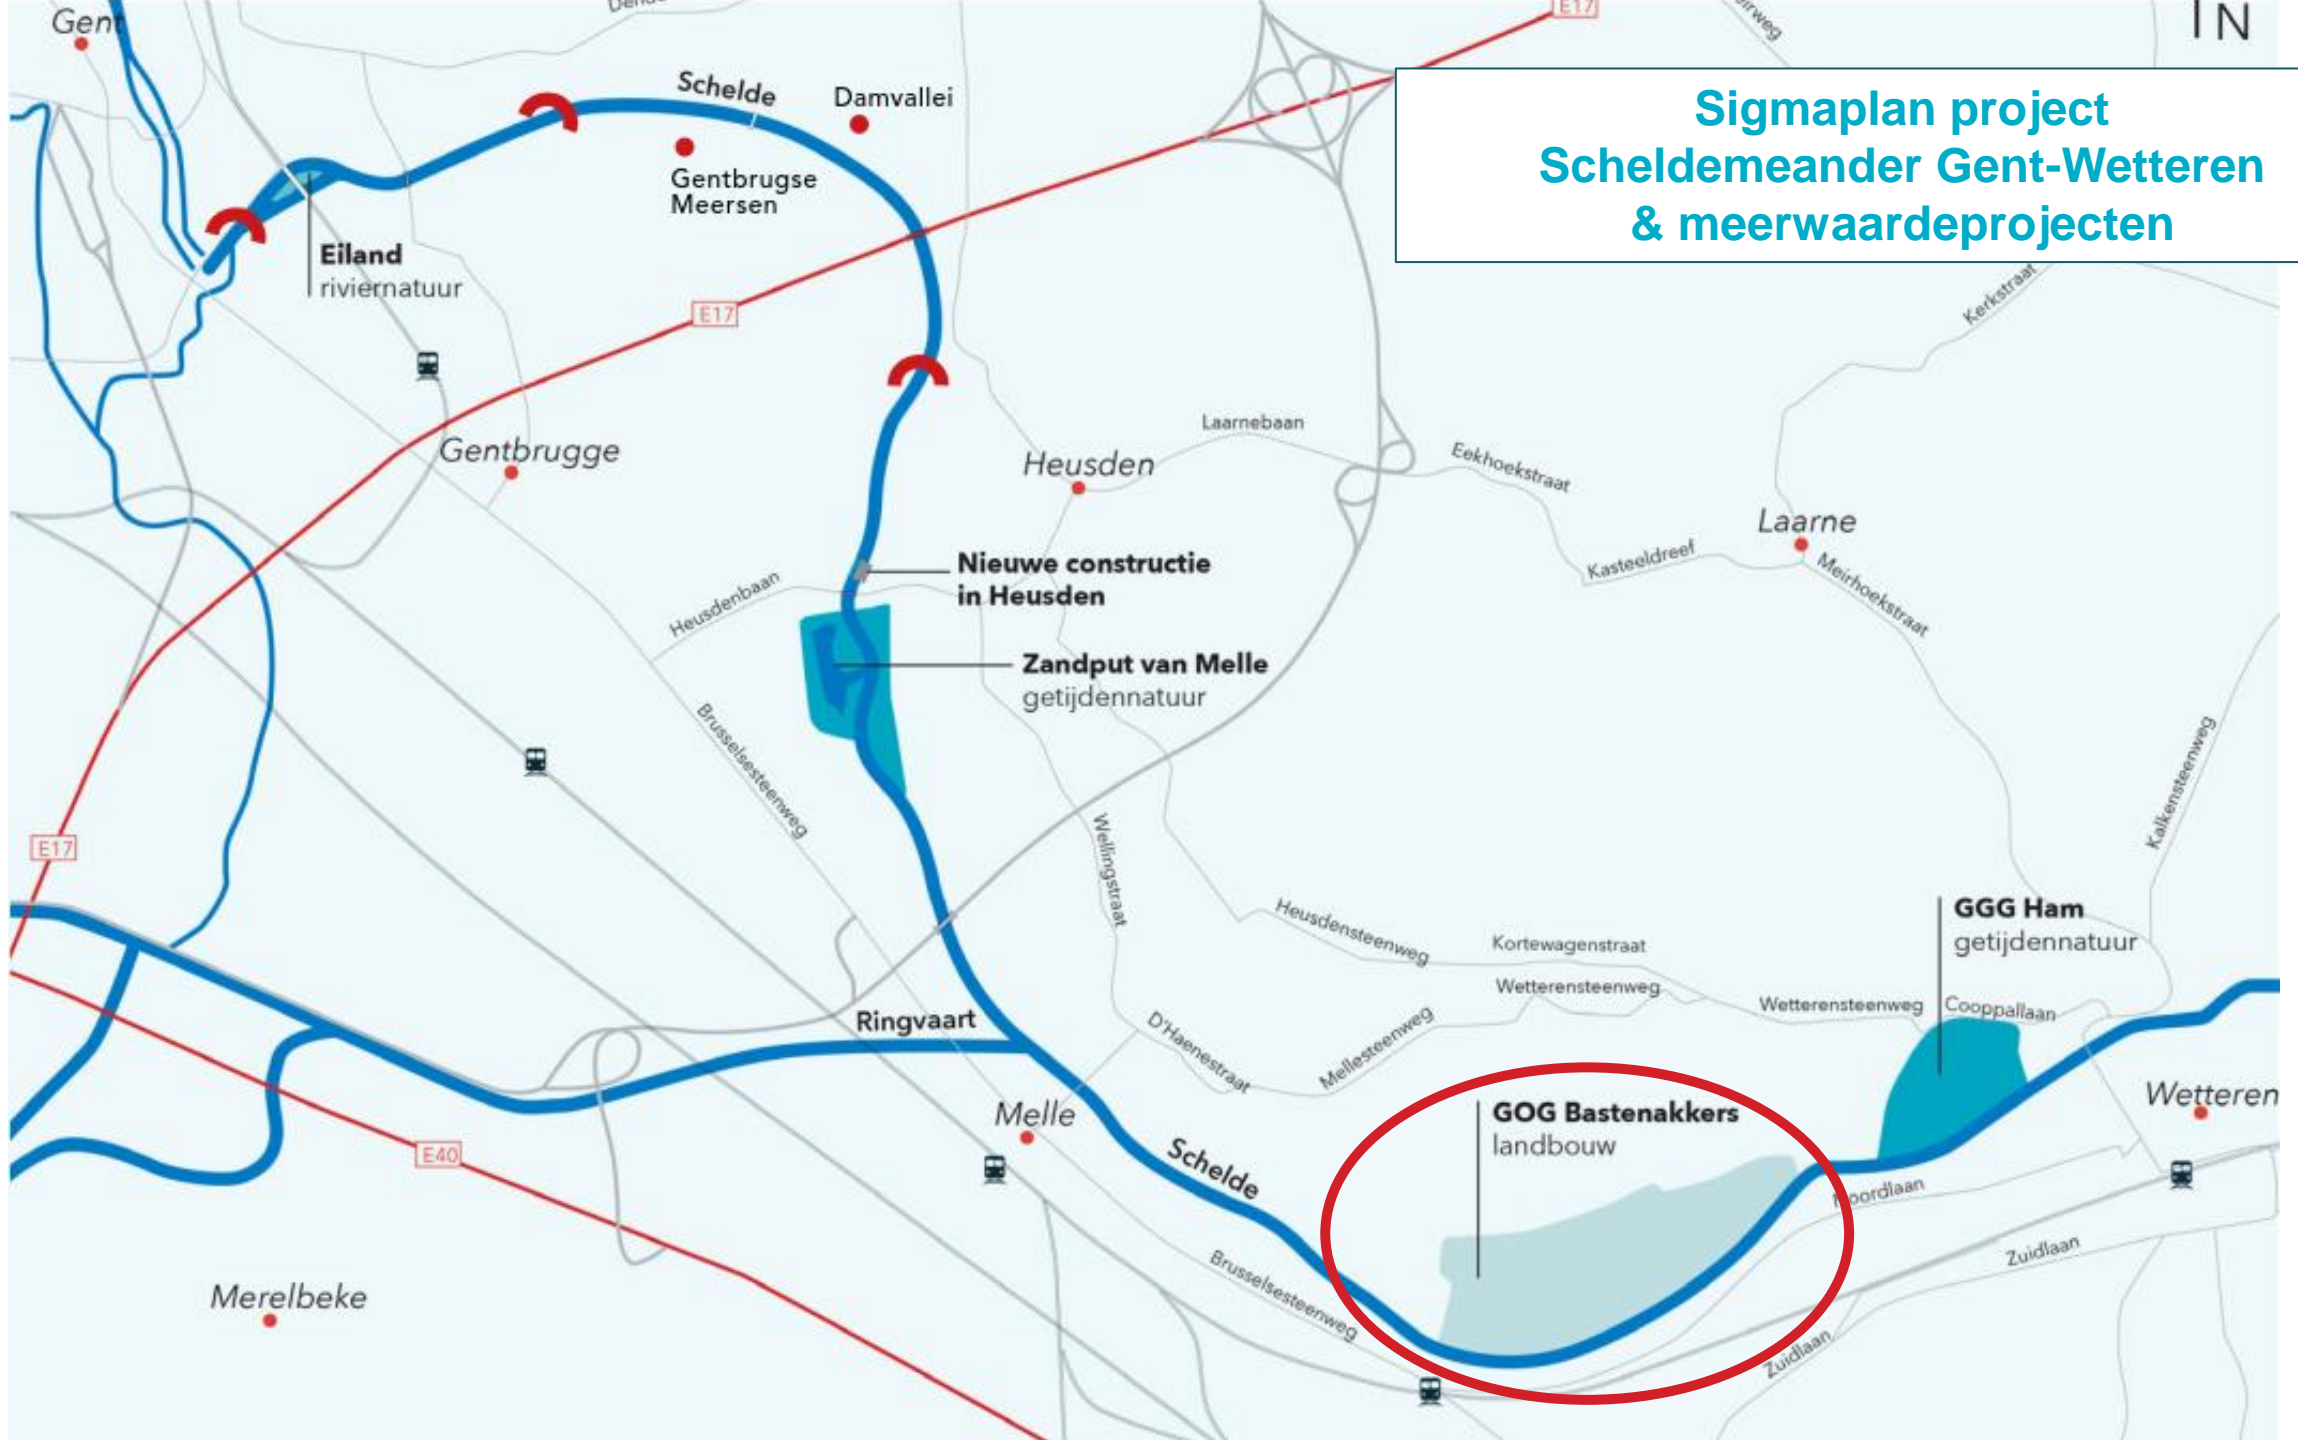 Gent
E17
N
Sigmaplan project
Scheldemeander Gent-Wetteren
& meerwaardeprojecten
Schelde
Damvallei
Gentbrugse
Meersen
Eiland
riviernatuur
Kerkstraat
E17
Laarnebaan
Gentbrugge
Heusden
Eekhoekstraat
Laarne
Nieuwe constructie
in Heusden
Kasteeldreef
Meirhoekstraat
Heusdenbaan
Zandput van Melle
getijdennatuur
Brusselsesteenweg
Kalkensteenweg
E17
Wellingstraat
Heusdensteenweg
Kortewagenstraat
GGG Ham
getijdennatuur
Wetterensteenweg
Wetterensteenweg
Cooppallaan
Ringvaart
D'Haenestraat
Mellesteenweg
Melle
GOG Bastenakkers
landbouw
Wetteren
E40
Schelde
Noordlaan
Zuidlaan
Brusselsesteenweg
Merelbeke
Zuidlaan